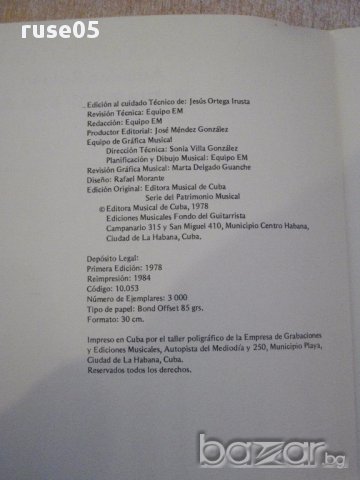 ruse05
Edición al cuidado Técnico de: Jesús Ortega Irusta
Revisión Técnica: Equipo EM
Redacción: Equipo EM
Productor Editorial: José Méndez González
Equipo de Gráfica Musical
Dirección Técnica: Sonia Villa González
Planificación y Dibujo Musical: Equipo EM
Revisión Gráfica Musical: Marta Delgado Guanche
Diseño: Rafael Morante
Edición Original: Editora Musical de Cuba
Serie del Patrimonio Musical
© Editora Musical de Cuba, 1978
Ediciones Musicales Fondo del Guitarrista
Campanario 315 y San Miguel 410, Municipio Centro Habana,
Ciudad de La Habana, Cuba.
Depósito Legal:
Primera Edición: 1978
Reimpresión: 1984
Código: 10.053
Número de Ejemplares: 3 000
Tipo de papel: Bond Offset 85 grs.
Formato: 30 cm.
Impreso en Cuba por el taller poligráfico de la Empresa de Grabaciones
y Ediciones Musicales, Autopista del Mediodía y 250, Municipio Playa,
Ciudad de La Habana, Cuba.
Reservados todos los derechos.
bazar.bg